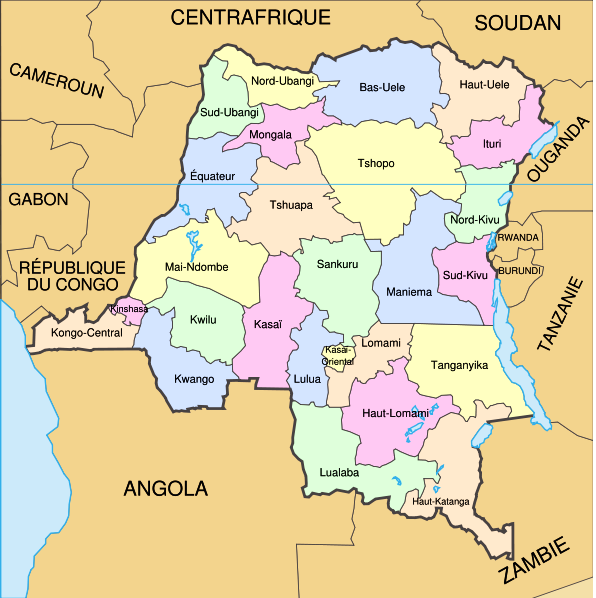 CENTRAFRIQUE
SOUDAN
CAMEROUN
Nord-Ubangi
Bas-Uele
Haut-Uele
Sud-Ubangi
Mongala
Ituri
OUGANDA
Tshopo
Équateur
GABON
Tshuapa
Nord-Kivu
RWANDA
RÉPUBLIQUE
DU CONGO
Mai-Ndombe
Sankuru
Sud-Kivu
BURUNDI
Maniema
TANZANIE
Kinshasa
Kongo-Central
Kwilu
Kasaï
Lomami
Kasaï-
Oriental
Tanganyika
Kwango
Lulua
Haut-Lomami
Lualaba
ANGOLA
Haut-Katanga
ZAMBIE